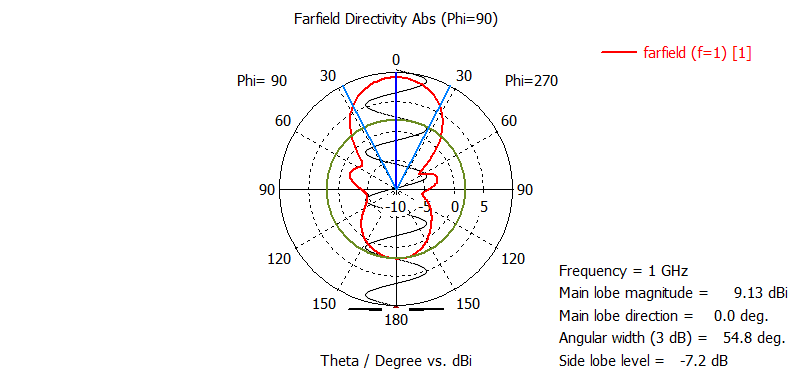 Farfield Directivity Abs (Phi=90)
farfield (f=1) [1]
0
30
30
Phi= 90
Phi=270
60
60
90
90
-10
-5
0
5
120
120
150
150
180
Theta / Degree vs. dBi
Frequency = 1 GHz
Main lobe magnitude = 9.13 dBi
Main lobe direction = 0.0 deg.
Angular width (3 dB) = 54.8 deg.
Side lobe level = -7.2 dB